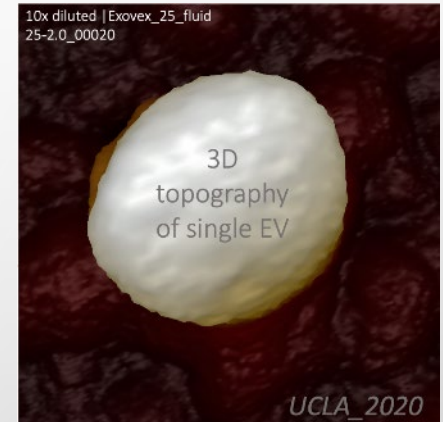 10x diluted |Exovex_25_fluid
25-2.0_00020
3D
topography
of single EV
UCLA_2020